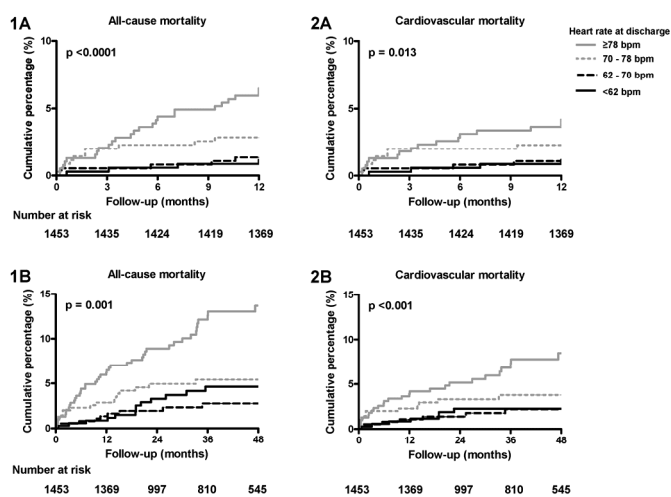 1A
All-cause mortality
Cumulative percentage (%)
10
5
0
p <0.0001
0 3 6 9 12
Follow-up (months)
Number at risk
1453 1435 1424 1419 1369
2A
Cardiovascular mortality
Cumulative percentage (%)
10
5
0
p = 0.013
0 3 6 9 12
Follow-up (months)
1453 1435 1424 1419 1369
Heart rate at discharge
≥78 bpm
70 - 78 bpm
62 - 70 bpm
<62 bpm
1B
All-cause mortality
Cumulative percentage (%)
15
10
5
0
p = 0.001
0 12 24 36 48
Follow-up (months)
Number at risk
1453 1369 997 810 545
2B
Cardiovascular mortality
Cumulative percentage (%)
15
10
5
0
p <0.001
0 12 24 36 48
Follow-up (months)
1453 1369 997 810 545